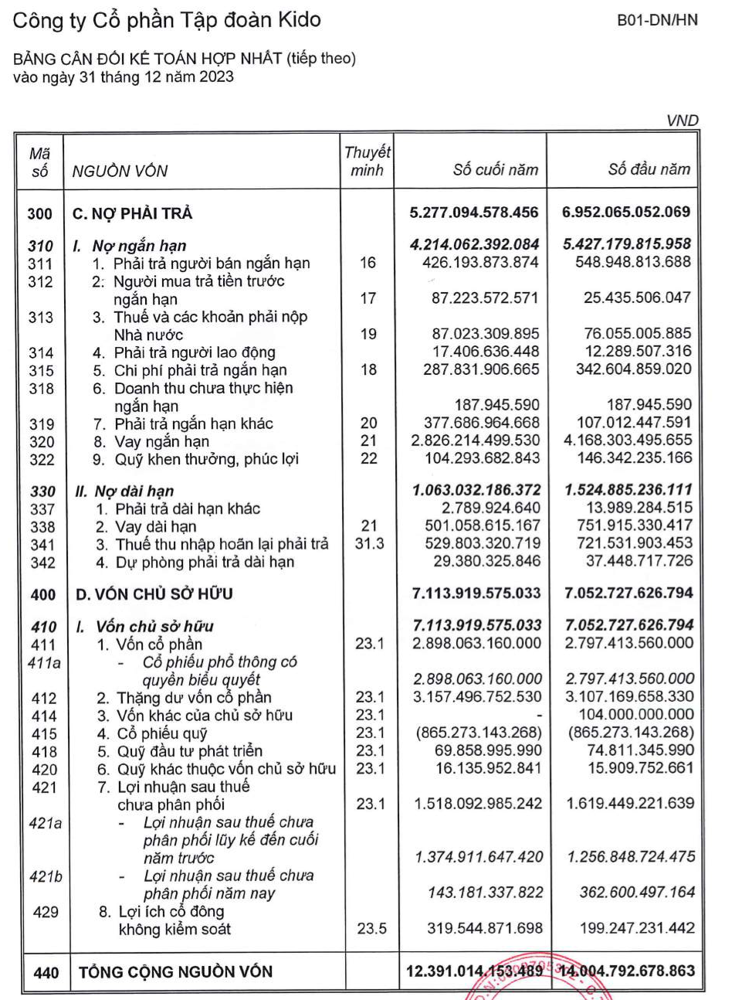 Công ty Cổ phần Tập đoàn Kido B01-DN/HN
BẢNG CÂN ĐỐI KẾ TOÁN HỢP NHẤT (tiếp theo)
vào ngày 31 tháng 12 năm 2023
VND
Mã số NGUỒN VỐN Thuyết minh Số cuối năm Số đầu năm
300 C. NỢ PHẢI TRẢ 5.277.094.578.456 6.952.065.052.069
310 I. Nợ ngắn hạn 4.214.062.392.084 5.427.179.815.958
311 1. Phải trả người bán ngắn hạn 16 426.193.873.874 548.948.813.688
312 2. Người mua trả tiền trước
ngắn hạn 17 87.223.572.571 25.435.506.047
313 3. Thuế và các khoản phải nộp
Nhà nước 19 87.023.309.895 76.055.005.885
314 4. Phải trả người lao động 17.406.636.448 12.289.507.316
315 5. Chi phí phải trả ngắn hạn 18 287.831.906.665 342.604.859.020
318 6. Doanh thu chưa thực hiện
ngắn hạn 187.945.590 187.945.590
319 7. Phải trả ngắn hạn khác 20 377.686.964.668 107.012.447.591
320 8. Vay ngắn hạn 21 2.826.214.499.530 4.168.303.495.655
322 9. Quỹ khen thưởng, phúc lợi 22 104.293.682.843 146.342.235.166
330 II. Nợ dài hạn 1.063.032.186.372 1.524.885.236.111
337 1. Phải trả dài hạn khác 2.789.924.640 13.989.284.515
338 2. Vay dài hạn 21 501.058.615.167 751.915.330.417
341 3. Thuế thu nhập hoãn lại phải trả 31.3 529.803.320.719 721.531.903.453
342 4. Dự phòng phải trả dài hạn 29.380.325.846 37.448.717.726
400 D. VỐN CHỦ SỞ HỮU 7.113.919.575.033 7.052.727.626.794
410 I. Vốn chủ sở hữu 7.113.919.575.033 7.052.727.626.794
411 1. Vốn cổ phần 23.1 2.898.063.160.000 2.797.413.560.000
411a - Cổ phiếu phổ thông có
quyền biểu quyết 2.898.063.160.000 2.797.413.560.000
412 2. Thặng dư vốn cổ phần 23.1 3.157.496.752.530 3.107.169.658.330
414 3. Vốn khác của chủ sở hữu 23.1 - 104.000.000.000
415 4. Cổ phiếu quỹ 23.1 (865.273.143.268) (865.273.143.268)
418 5. Quỹ đầu tư phát triển 23.1 69.858.995.990 74.811.345.990
420 6. Quỹ khác thuộc vốn chủ sở hữu 23.1 16.135.952.841 15.909.752.661
421 7. Lợi nhuận sau thuế
chưa phân phối 23.1 1.518.092.985.242 1.619.449.221.639
421a - Lợi nhuận sau thuế chưa
phân phối lũy kế đến cuối
năm trước 1.374.911.647.420 1.256.848.724.475
421b - Lợi nhuận sau thuế chưa
phân phối năm nay 143.181.337.822 362.600.497.164
429 8. Lợi ích cổ đông
không kiểm soát 23.5 319.544.871.698 199.247.231.442
440 TỔNG CỘNG NGUỒN VỐN 12.391.014.153.489 14.004.792.678.863